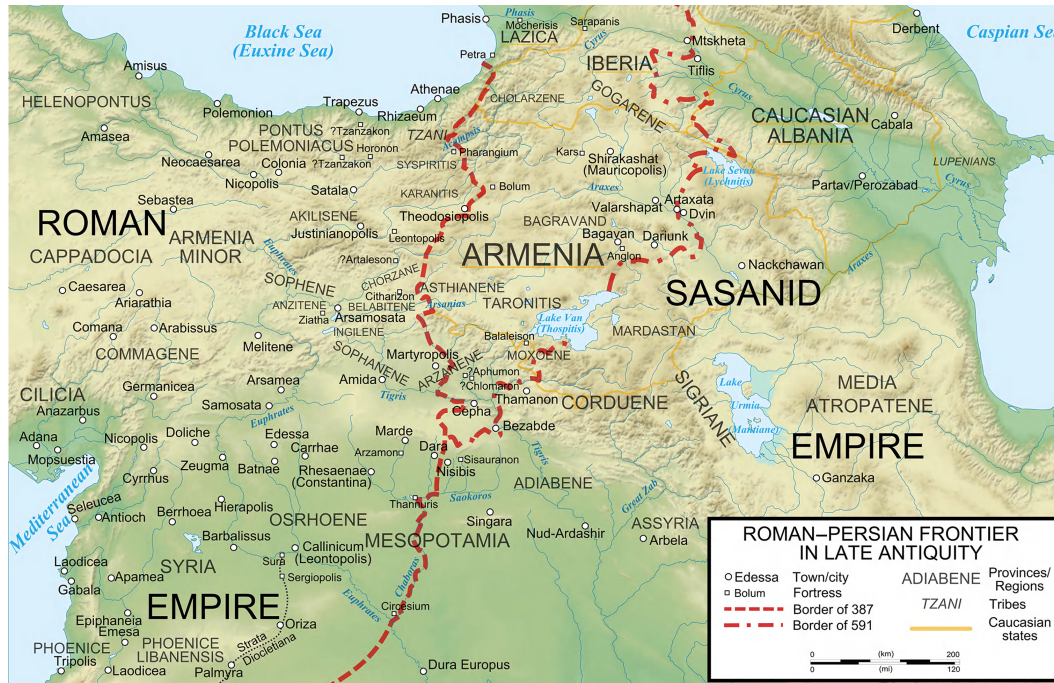 Black Sea
(Euxine Sea)
Phasis
Phasis
Mocherisis
Sarapanis
LAZICA
Cyrus
Petra
Mtskheta
IBERIA
Tiflis
Derbent
Caspian Sea
Amisus
HELENOPONTUS
Amasea
Polemonion
Trapezus
Athenae
Rhizaeum
CHOLARZENE
GOGARENE
Cyrus
CAUCASIAN
ALBANIA
Cabala
PONTUS
POLEMONIACUS
?Tzanzakon
Horonon
?Tzanzakon
TZANI
Acampsis
Pharangium
Neocaesarea
Colonia
Nicopolis
SYSPIRITIS
Kars
Shirakashat
(Mauricopolis)
Lake Sevan
(Lychnitis)
LUPENIANS
Partav/Perozabad
Cyrus
Satala
KARANITIS
Bolum
Araxes
Artaxata
Valarshapat
Dvin
Sebastea
ROMAN
CAPPADOCIA
ARMENIA
MINOR
AKILISENE
Justinianopolis
Theodosiopolis
Leontopolis
BAGRAVAND
Bagavan
Dariunk
Anglon
ARMENIA
Nackchawan
Araxes
Euphrates
?Artaleson
CHORZANE
SOPHENE
Citharizon
ASTHIANENE
Caesarea
Ariarathia
ANZITENE
BELABITENE
Arsanias
TARONITIS
SASANID
Ziatha
Arsamosata
INGILENE
Lake Van
(Thospitis)
MARDASTAN
Comana
Arabissus
Melitene
COMMAGENE
SOPHANENE
Balaleison
MOXOENE
Martyropolis
ARZANENE
?Aphumon
?Chlomaron
Thamanon
SIGRIANE
Lake
Urmia
(Mantiane)
MEDIA
ATROPATENE
CILICIA
Anazarbus
Germanicea
Arsamea
Amida
Tigris
Samosata
Euphrates
Cepha
CORDUENE
Adana
Mopsuestia
Nicopolis
Doliche
Edessa
Carrhae
Marde
Bezabde
EMPIRE
Zeugma
Batnae
Arzamon
Dara
Sisauranon
Nisibis
Tigris
Cyrrhus
Rhesaenae
(Constantina)
ADIABENE
Ganzaka
Mediterranean
Sea
Seleucea
Antioch
Berrhoea
Hierapolis
Thannuris
Saokoros
Great Zab
OSRHOENE
MESOPOTAMIA
Singara
Nud-Ardashir
ASSYRIA
Arbela
Barbalissus
Callinicum
(Leontopolis)
Sura
Sergiopolis
Chaboras
Laodicea
Gabala
SYRIA
Apamea
EMPIRE
Euphrates
Circesium
Epiphaneia
Emesa
Oriza
PHOENICE
Tripolis
PHOENICE
LIBANENSIS
Laodicea
Strata
Diocletiana
Palmyra
Dura Europus
ROMAN–PERSIAN FRONTIER
IN LATE ANTIQUITY
Edessa Town/city
Bolum Fortress
Border of 387
Border of 591
ADIABENE Provinces/
Regions
TZANI Tribes
Caucasian
states
0 (km) 200
0 (mi) 120